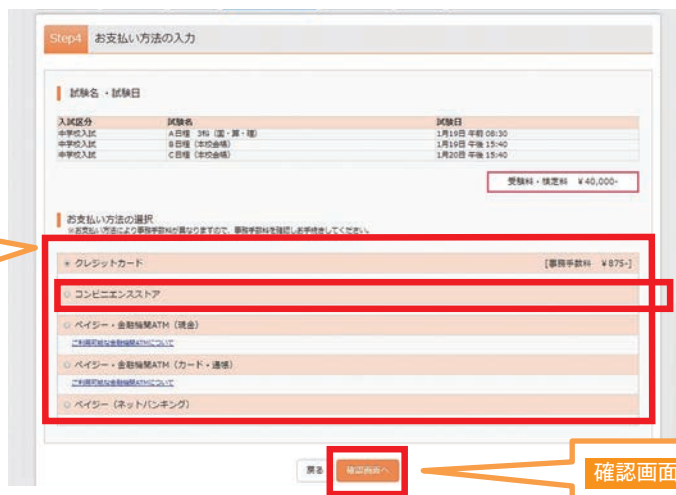 Step4 お支払い方法の入力
試験名・試験日
入試区分 試験名 試験日
中学校入試 A日程 3科（国・算・理） 1月19日 午前 08:30
中学校入試 B日程（本校会場） 1月19日 午後 15:40
中学校入試 C日程（本校会場） 1月20日 午後 15:40
受験料・検定料 ￥40,000-
お支払い方法の選択
※お支払い方法により事務手数料が異なりますので、事務手数料を確認しお手続きしてください。
クレジットカード [事務手数料 ￥875-]
コンビニエンスストア
ペイジー・金融機関ATM（現金）
ご利用可能な金融機関ATMについて
ペイジー・金融機関ATM（カード・通帳）
ご利用可能な金融機関ATMについて
ペイジー（ネットバンキング）
戻る 確認画面へ
確認画面